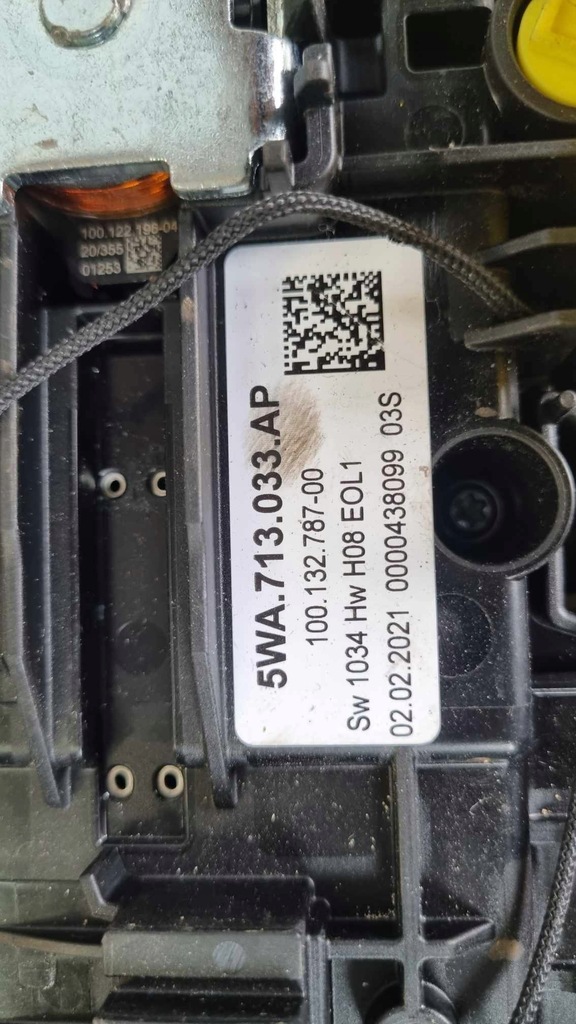 100.122.196-04
20/355
01253
5WA.713.033.AP
100.132.787-00
Sw 1034 Hw H08 EOL1
02.02.2021 0000438099 03S